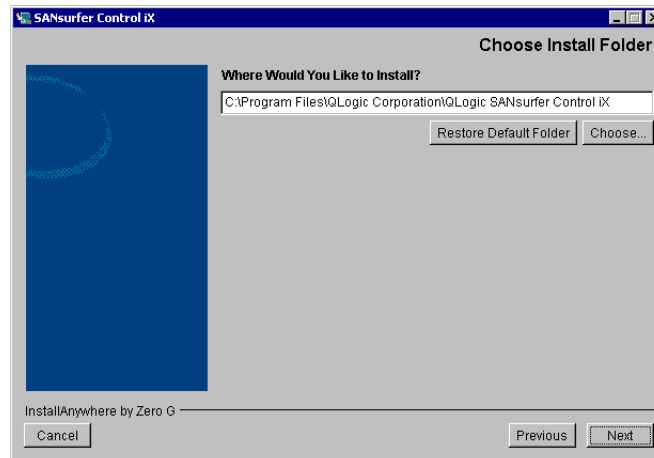 SANsurfer Control iX
Choose Install Folder
Where Would You Like to Install?
C:\Program Files\QLogic Corporation\QLogic SANsurfer Control iX
Restore Default Folder
Choose...
InstallAnywhere by Zero G
Cancel
Previous
Next